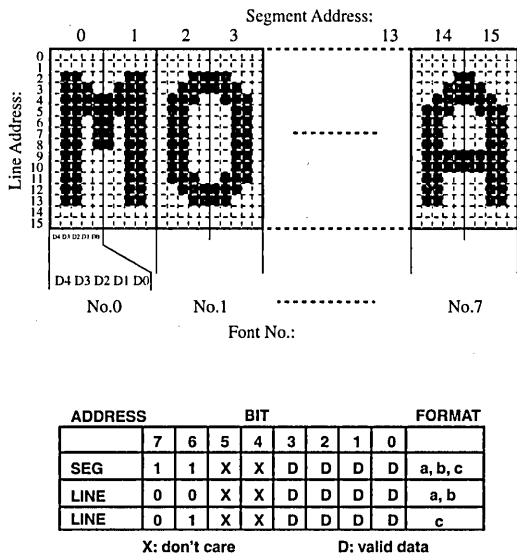 Segment Address:
0 1 2 3 13 14 15
Line Address:
0
1
2
3
4
5
6
7
8
9
10
11
12
13
14
15
D4 D3 D2 D1 D0
D4 D3 D2 D1 D0
No.0 No.1 No.7
Font No.:
ADDRESS BIT FORMAT
7 6 5 4 3 2 1 0
SEG 1 1 X X D D D D a, b, c
LINE 0 0 X X D D D D a, b
LINE 0 1 X X D D D D c
X: don't care D: valid data